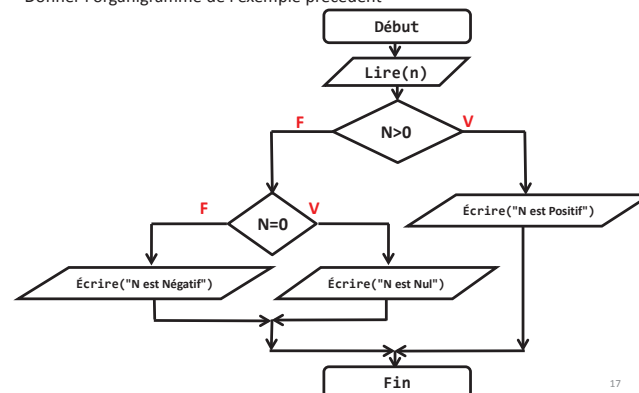 Donner l'organigramme de l'exemple précédent
Début
Lire(n)
F
V
N>0
F
V
N=0
Écrire("N est Positif")
Écrire("N est Négatif")
Écrire("N est Nul")
Fin
17